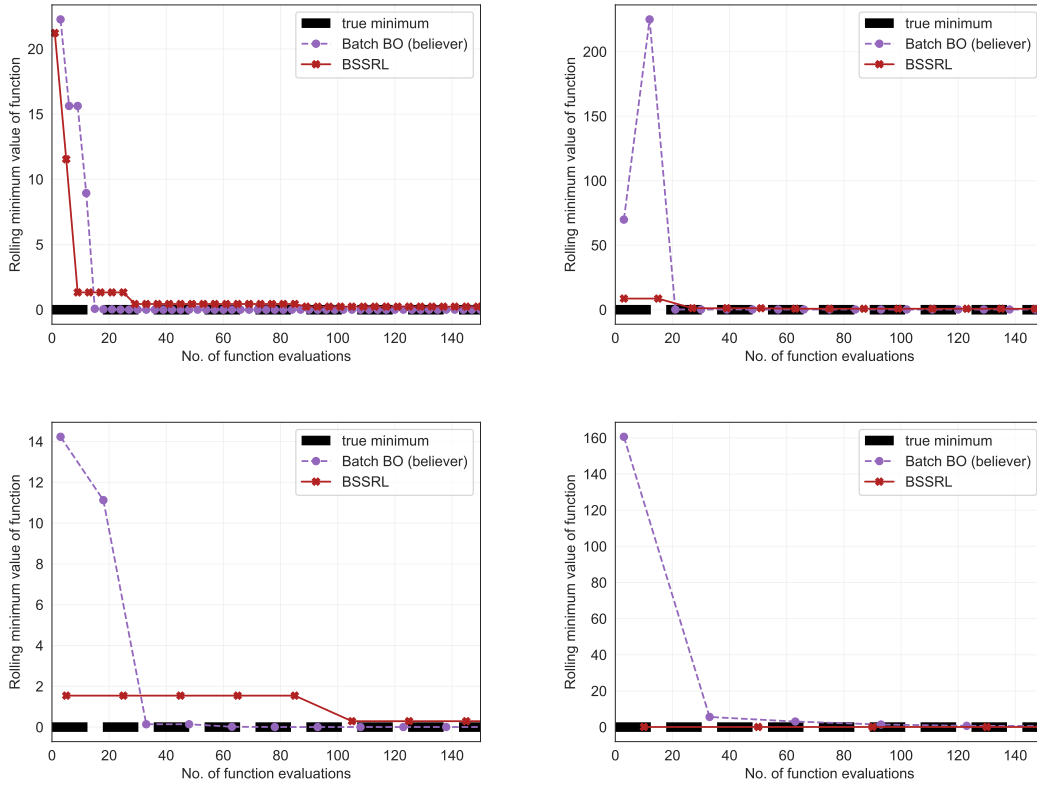 true minimum
Batch BO (believer)
BSSRL
Rolling minimum value of function
20
15
10
5
0
0 20 40 60 80 100 120 140
No. of function evaluations
true minimum
Batch BO (believer)
BSSRL
Rolling minimum value of function
200
150
100
50
0
0 20 40 60 80 100 120 140
No. of function evaluations
true minimum
Batch BO (believer)
BSSRL
Rolling minimum value of function
14
12
10
8
6
4
2
0
0 20 40 60 80 100 120 140
No. of function evaluations
true minimum
Batch BO (believer)
BSSRL
Rolling minimum value of function
160
140
120
100
80
60
40
20
0
0 20 40 60 80 100 120 140
No. of function evaluations